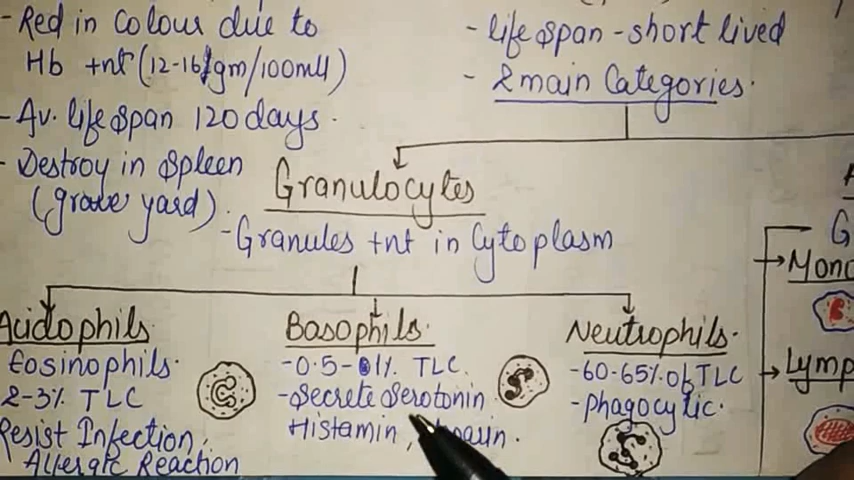 - Red in Colour due to
Hb +nt (12-16 gm/100ml)
- Av. life span 120 days.
- Destroy in Spleen
(grave yard).
- life span - short lived
- 2 main Categories.
Granulocytes
- Granules +nt in Cytoplasm
Acidophils.
Eosinophils.
2-3% TLC
Resist Infection,
Allergic Reaction
Basophils.
- 0.5-1% TLC.
- Secrete Serotonin
Histamin,
Neutrophils.
- 60-65% of TLC
- Phagocytic.
G
Mono
Lymp